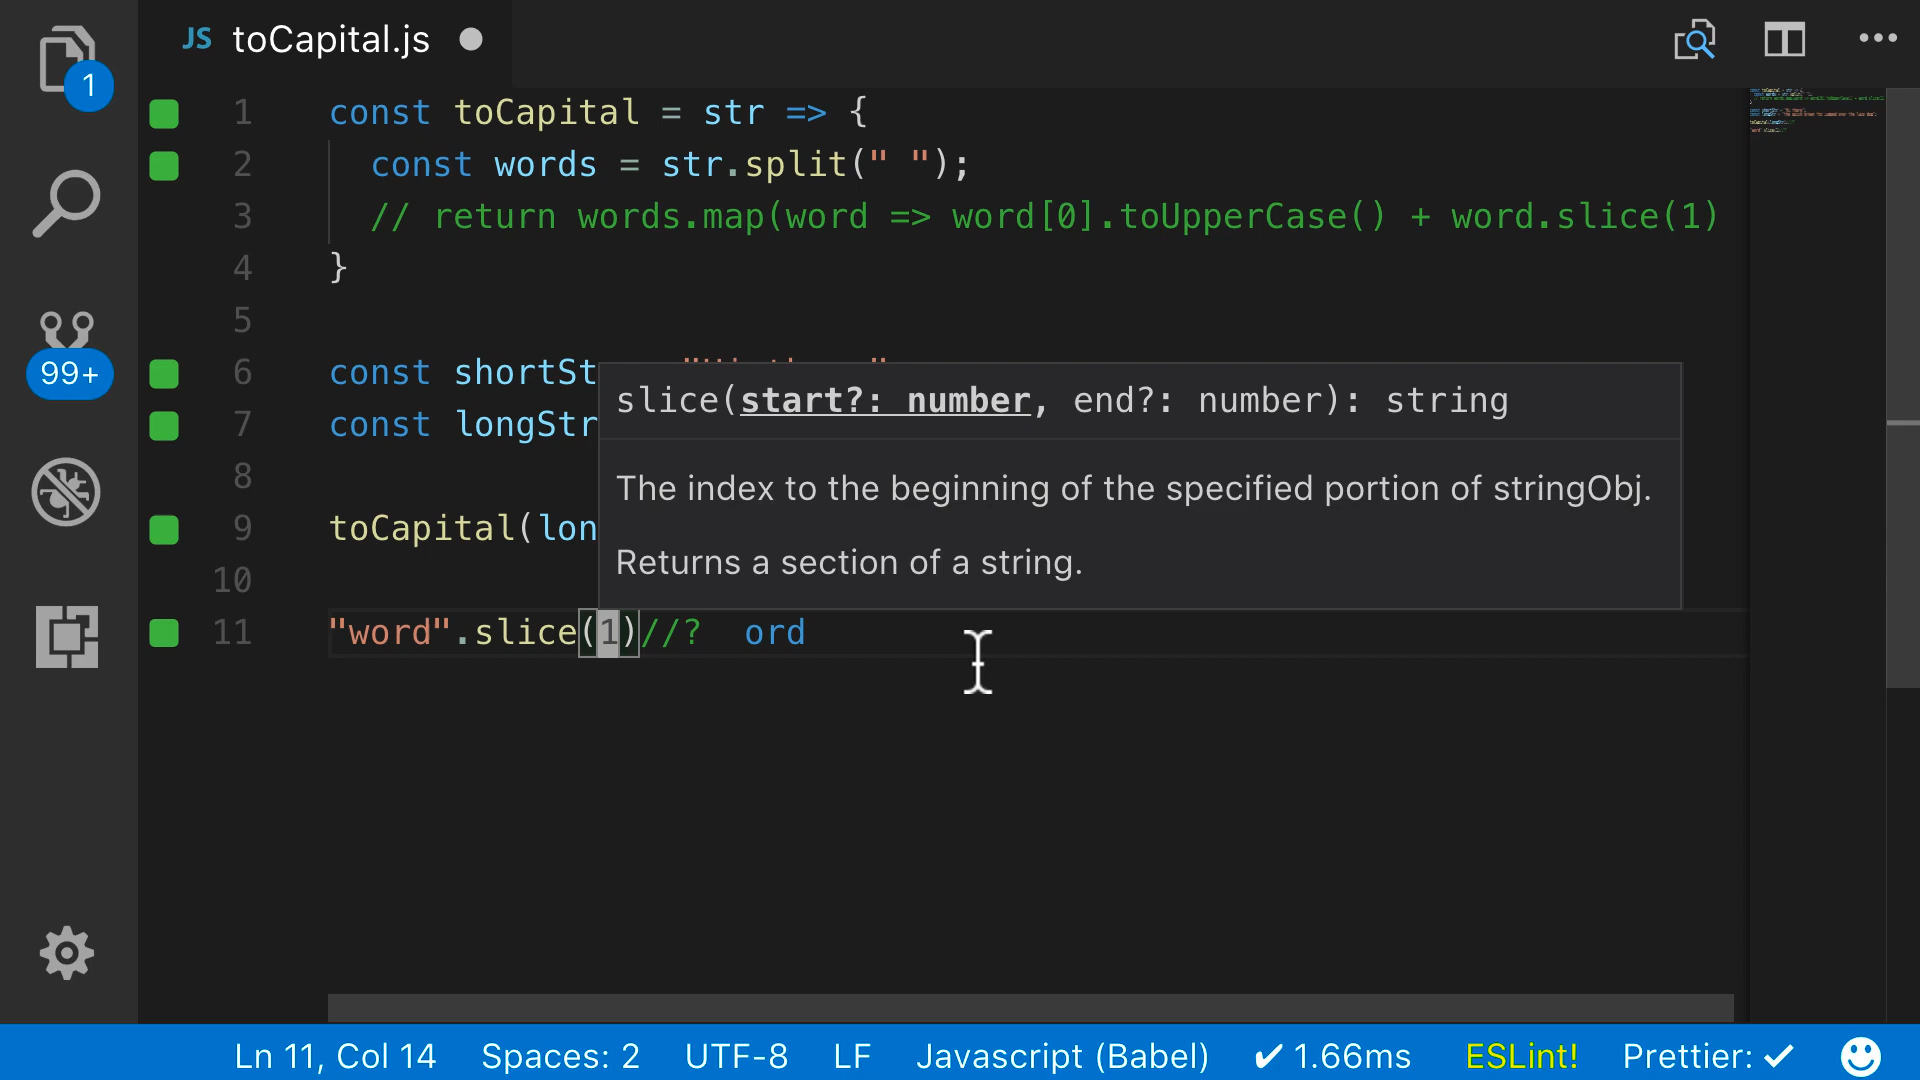 JS toCapital.js
1
1 const toCapital = str => {
2 const words = str.split(" ");
3 // return words.map(word => word[0].toUpperCase() + word.slice(1)
4 }
5
99+
6 const shortSt
7 const longStr
slice(start?: number, end?: number): string
8
The index to the beginning of the specified portion of stringObj.
9 toCapital(lon
Returns a section of a string.
10
11 "word".slice(1)//? ord
Ln 11, Col 14 Spaces: 2 UTF-8 LF Javascript (Babel) ✔ 1.66ms ESLint! Prettier: ✓